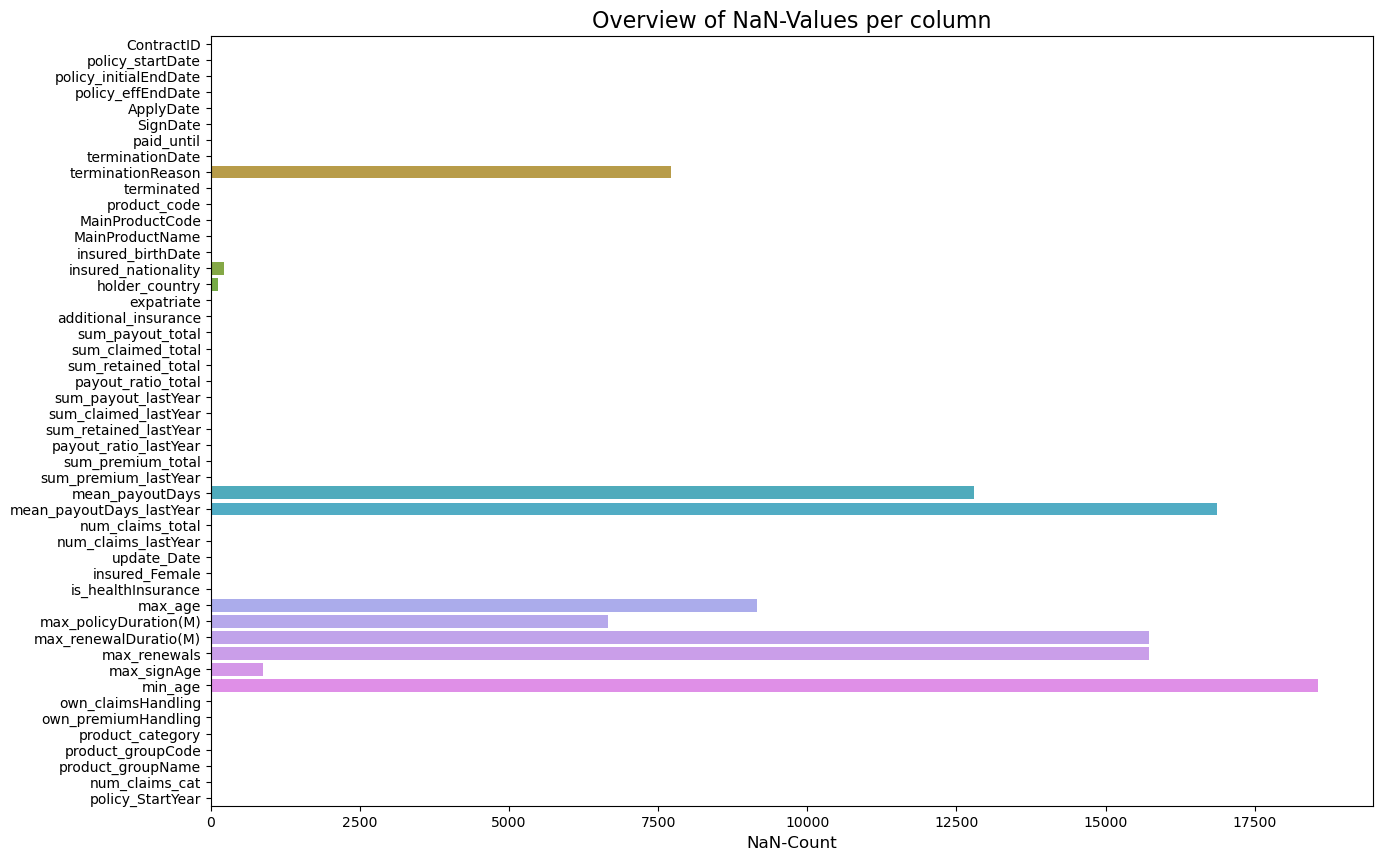 Overview of NaN-Values per column
ContractID
policy_startDate
policy_initialEndDate
policy_effEndDate
ApplyDate
SignDate
paid_until
terminationDate
terminationReason
terminated
product_code
MainProductCode
MainProductName
insured_birthDate
insured_nationality
holder_country
expatriate
additional_insurance
sum_payout_total
sum_claimed_total
sum_retained_total
payout_ratio_total
sum_payout_lastYear
sum_claimed_lastYear
sum_retained_lastYear
payout_ratio_lastYear
sum_premium_total
sum_premium_lastYear
mean_payoutDays
mean_payoutDays_lastYear
num_claims_total
num_claims_lastYear
update_Date
insured_Female
is_healthInsurance
max_age
max_policyDuration(M)
max_renewalDuratio(M)
max_renewals
max_signAge
min_age
own_claimsHandling
own_premiumHandling
product_category
product_groupCode
product_groupName
num_claims_cat
policy_StartYear
0 2500 5000 7500 10000 12500 15000 17500
NaN-Count